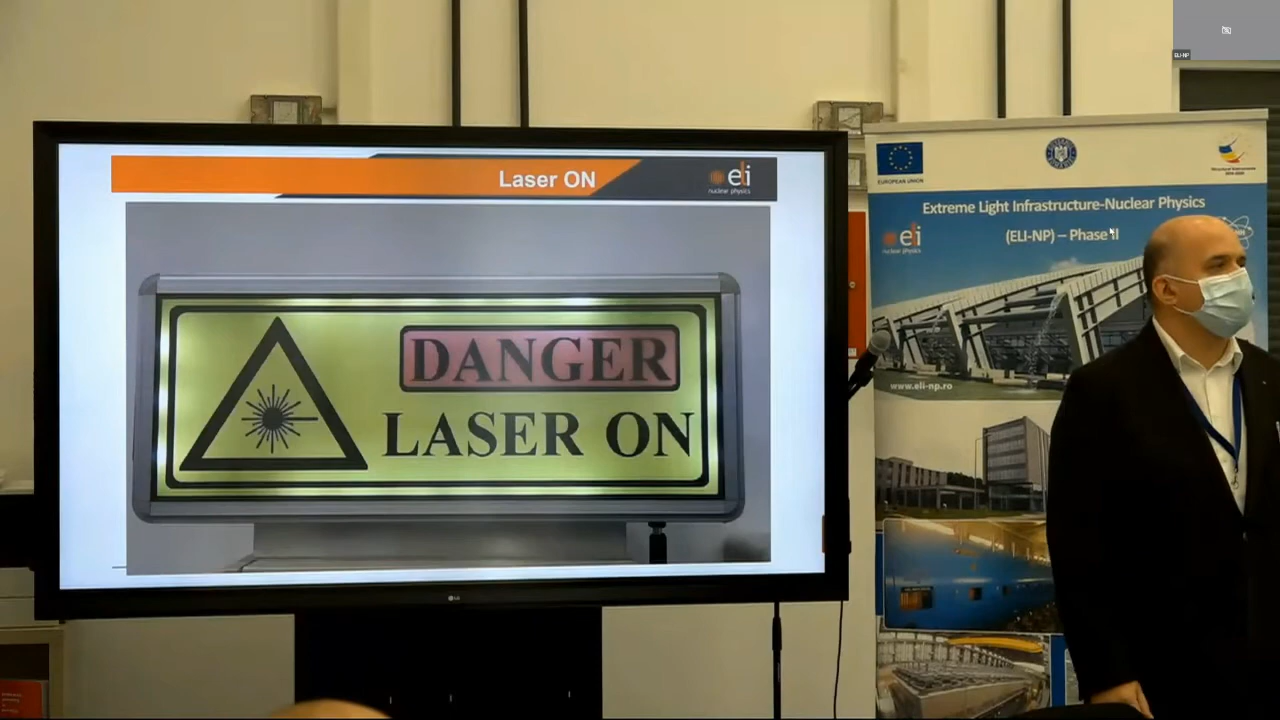 Laser ON
eli
nuclear physics
DANGER
LASER ON
LG
ELI-NP
EUROPEAN UNION
Extreme Light Infrastructure-Nuclear Physics
(ELI-NP) – Phase II
eli
nuclear physics
www.eli-np.ro